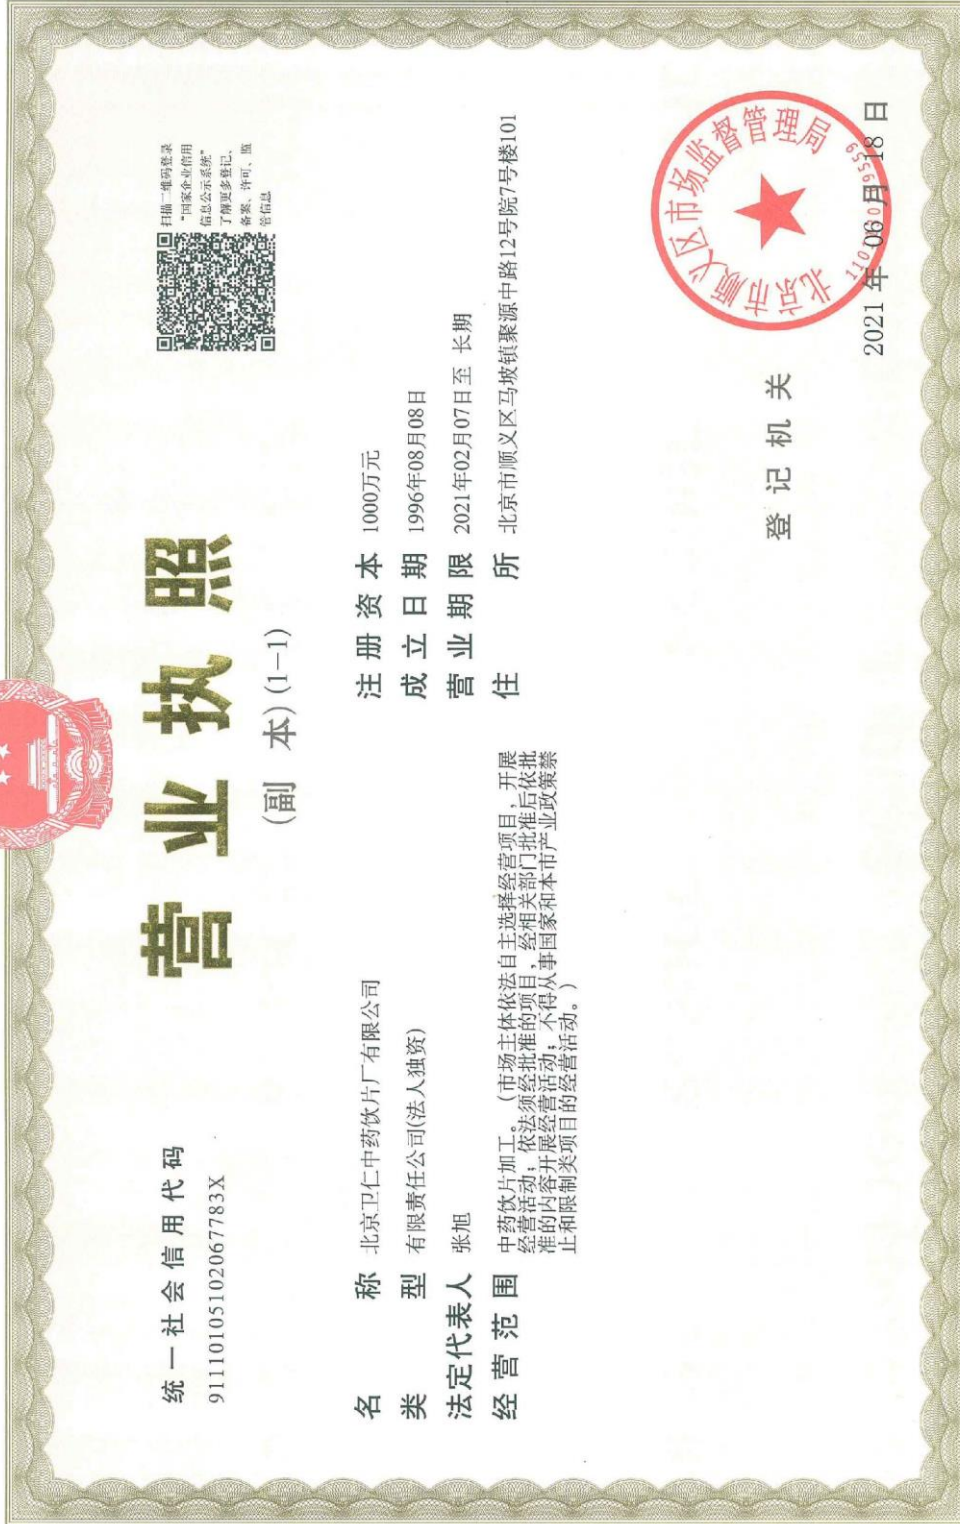 营业执照
(副 本)(1-1)
统一社会信用代码
91110105102067783X
扫描二维码登录
“国家企业信用
信息公示系统”
了解更多登记、
备案、许可、监
管信息
名 称 北京卫仁中药饮片厂有限公司
类 型 有限责任公司(法人独资)
法定代表人 张旭
经营范围 中药饮片加工。（市场主体依法自主选择经营项目，开展
经营活动；依法须经批准的项目，经相关部门批准后依批
准的内容开展经营活动；不得从事国家和本市产业政策禁
止和限制类项目的经营活动。）
注册资本 1000万元
成立日期 1996年08月08日
营业期限 2021年02月07日至 长期
住 所 北京市顺义区马坡镇聚源中路12号院7号楼101
登记机关
北京市顺义区市场监督管理局
2021 年 06 月 18 日